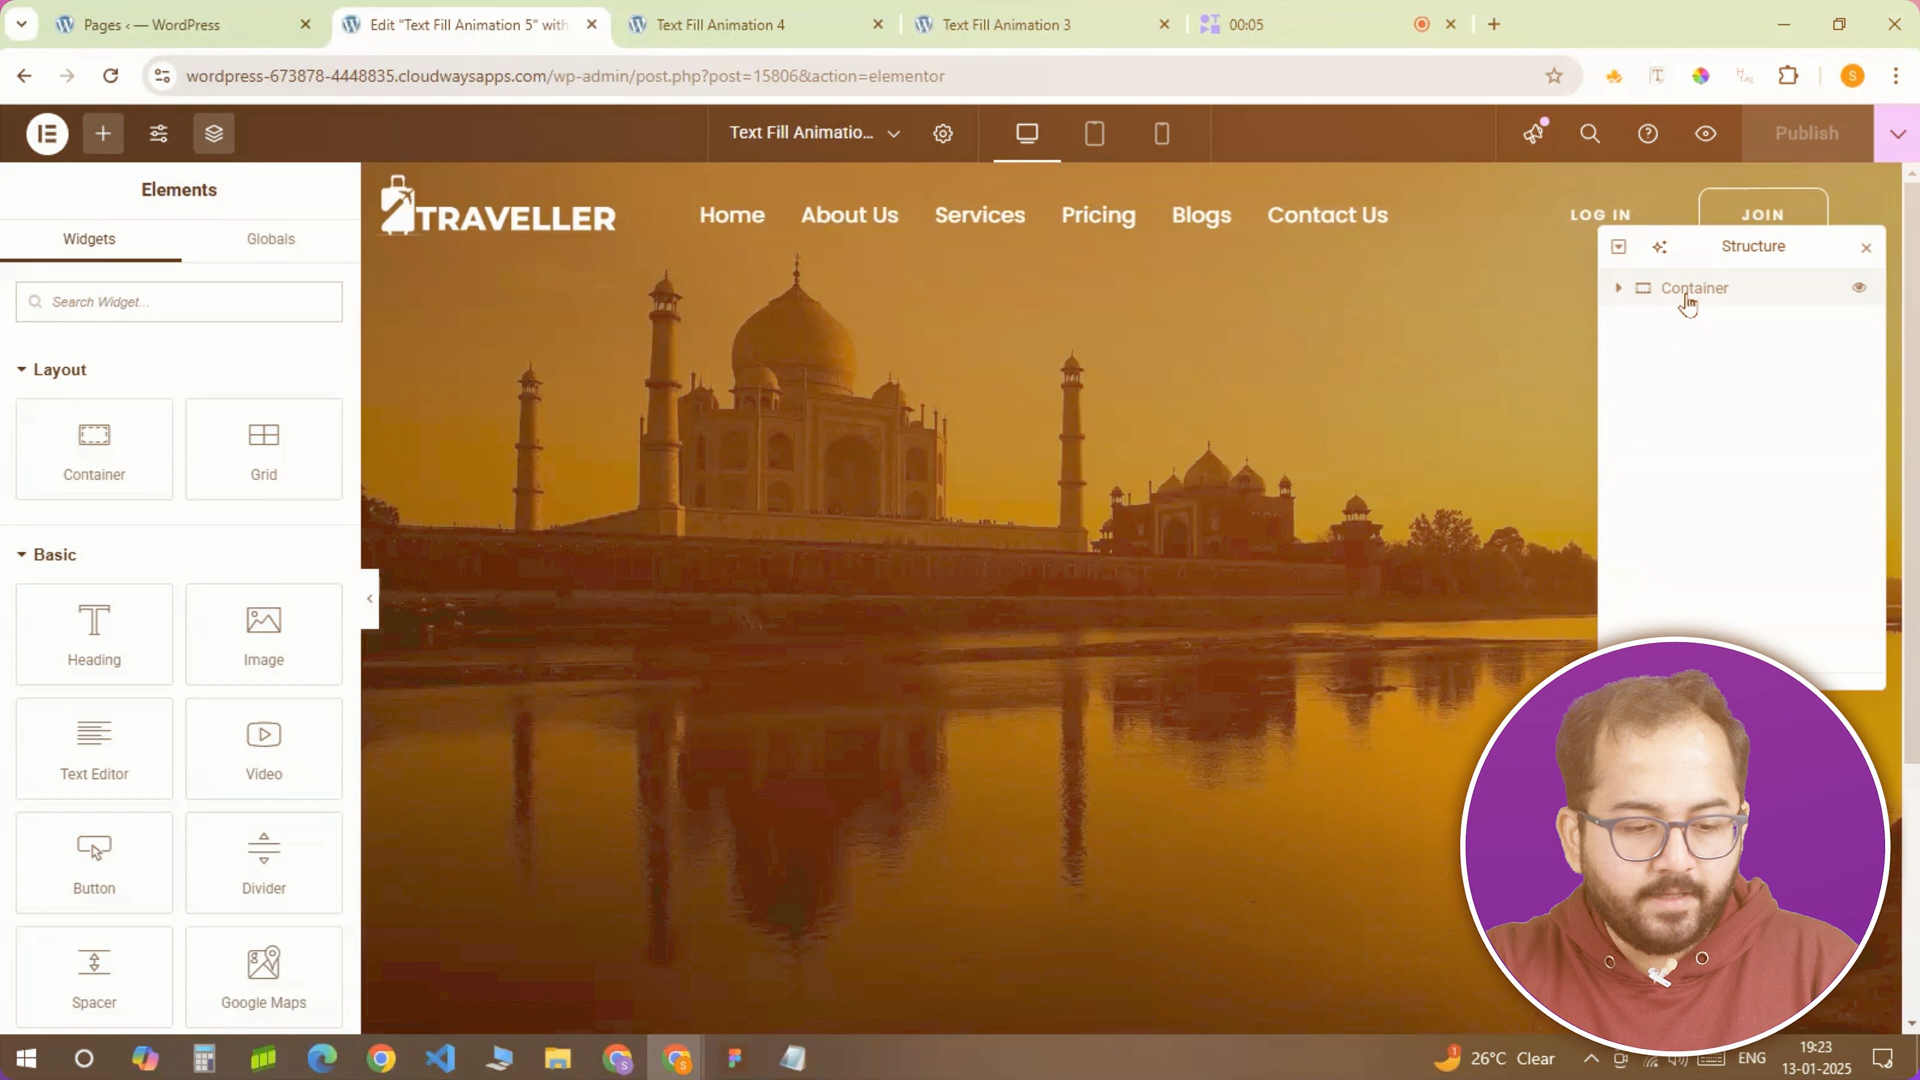 Pages ‹ — WordPress
Edit "Text Fill Animation 5" with
Text Fill Animation 4
Text Fill Animation 3
00:05
wordpress-673878-4448835.cloudwaysapps.com/wp-admin/post.php?post=15806&action=elementor
S
Text Fill Animatio...
Publish
Elements
Widgets
Globals
Search Widget...
Layout
Container
Grid
Basic
Heading
Image
Text Editor
Video
Button
Divider
Spacer
Google Maps
TRAVELLER
Home
About Us
Services
Pricing
Blogs
Contact Us
LOG IN
JOIN
Structure
Container
26°C Clear
ENG
19:23
13-01-2025